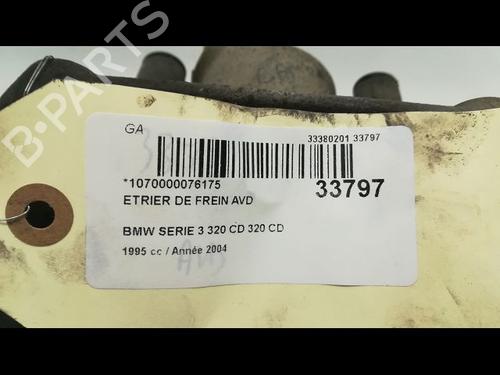 B-PARTS
GA
33380201 33797
*1070000076175
33797
ETRIER DE FREIN AVD
BMW SERIE 3 320 CD 320 CD
1995 cc / Année 2004